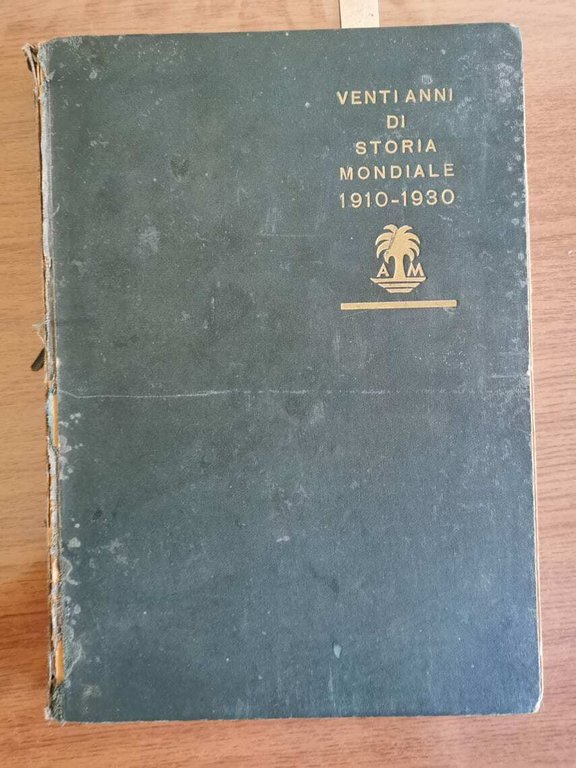 VENTI ANNI
DI
STORIA
MONDIALE
1910-1930
A M